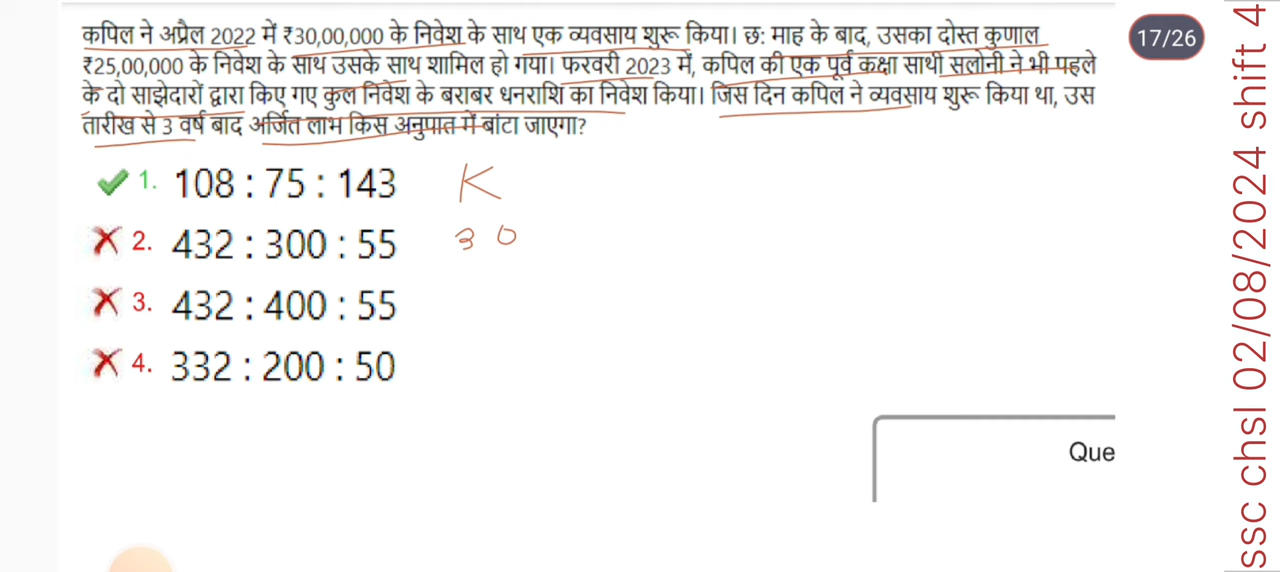 कपिल ने अप्रैल 2022 में ₹30,00,000 के निवेश के साथ एक व्यवसाय शुरू किया। छ: माह के बाद, उसका दोस्त कुणाल
₹25,00,000 के निवेश के साथ उसके साथ शामिल हो गया। फरवरी 2023 में, कपिल की एक पूर्व कक्षा साथी सलोनी ने भी पहले
के दो साझेदारों द्वारा किए गए कुल निवेश के बराबर धनराशि का निवेश किया। जिस दिन कपिल ने व्यवसाय शुरू किया था, उस
तारीख से 3 वर्ष बाद अर्जित लाभ किस अनुपात में बांटा जाएगा?
1. 108 : 75 : 143
2. 432 : 300 : 55
3. 432 : 400 : 55
4. 332 : 200 : 50
K
30
17/26
ssc chsl 02/08/2024 shift 4
Que